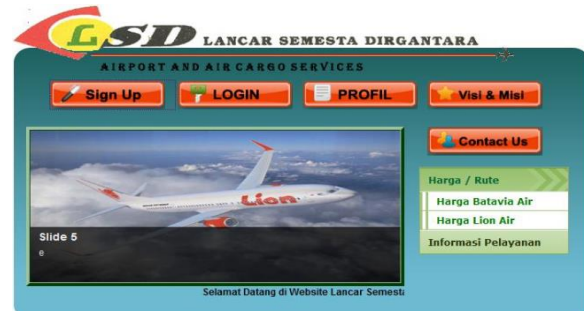 LSD LANCAR SEMESTA DIRGANTARA
AIRPORT AND AIR CARGO SERVICES
Sign Up
LOGIN
PROFIL
Visi & Misi
Contact Us
Harga / Rute
Harga Batavia Air
Harga Lion Air
Informasi Pelayanan
Lion
Slide 5
e
Selamat Datang di Website Lancar Semesta